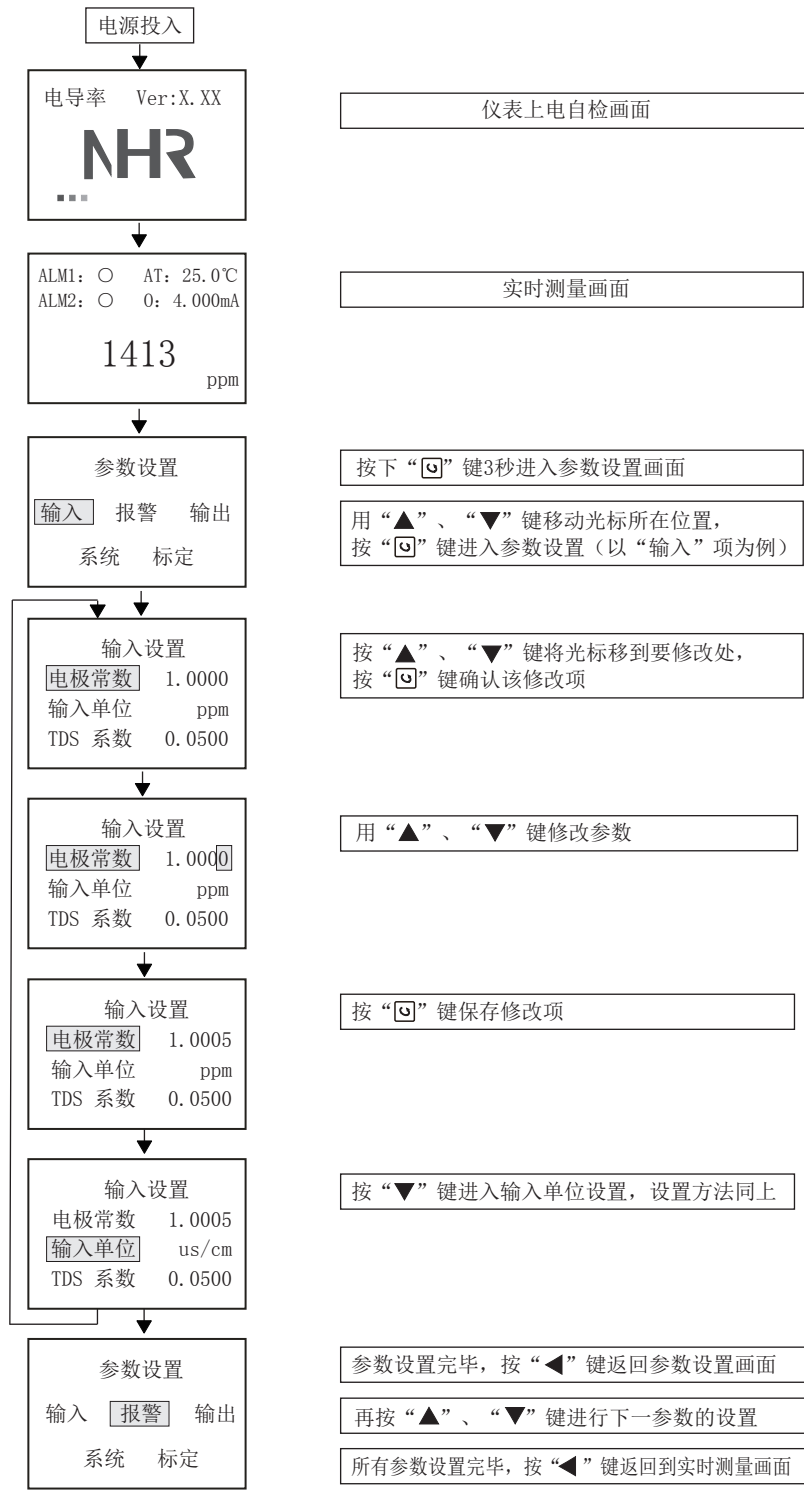 电源投入
电导率 Ver:X.XX
NHR
仪表上电自检画面
ALM1: ○ AT: 25.0℃
ALM2: ○ O: 4.000mA
1413
ppm
实时测量画面
参数设置
输入 报警 输出
系统 标定
按下“”键3秒进入参数设置画面
用“▲”、“▼”键移动光标所在位置,
按“”键进入参数设置(以“输入”项为例)
输入设置
电极常数 1.0000
输入单位 ppm
TDS 系数 0.0500
按“▲”、“▼”键将光标移到要修改处,
按“”键确认该修改项
输入设置
电极常数 1.0000
输入单位 ppm
TDS 系数 0.0500
用“▲”、“▼”键修改参数
输入设置
电极常数 1.0005
输入单位 ppm
TDS 系数 0.0500
按“”键保存修改项
输入设置
电极常数 1.0005
输入单位 us/cm
TDS 系数 0.0500
按“▼”键进入输入单位设置,设置方法同上
参数设置
输入 报警 输出
系统 标定
参数设置完毕,按“◀”键返回参数设置画面
再按“▲”、“▼”键进行下一参数的设置
所有参数设置完毕,按“◀”键返回到实时测量画面